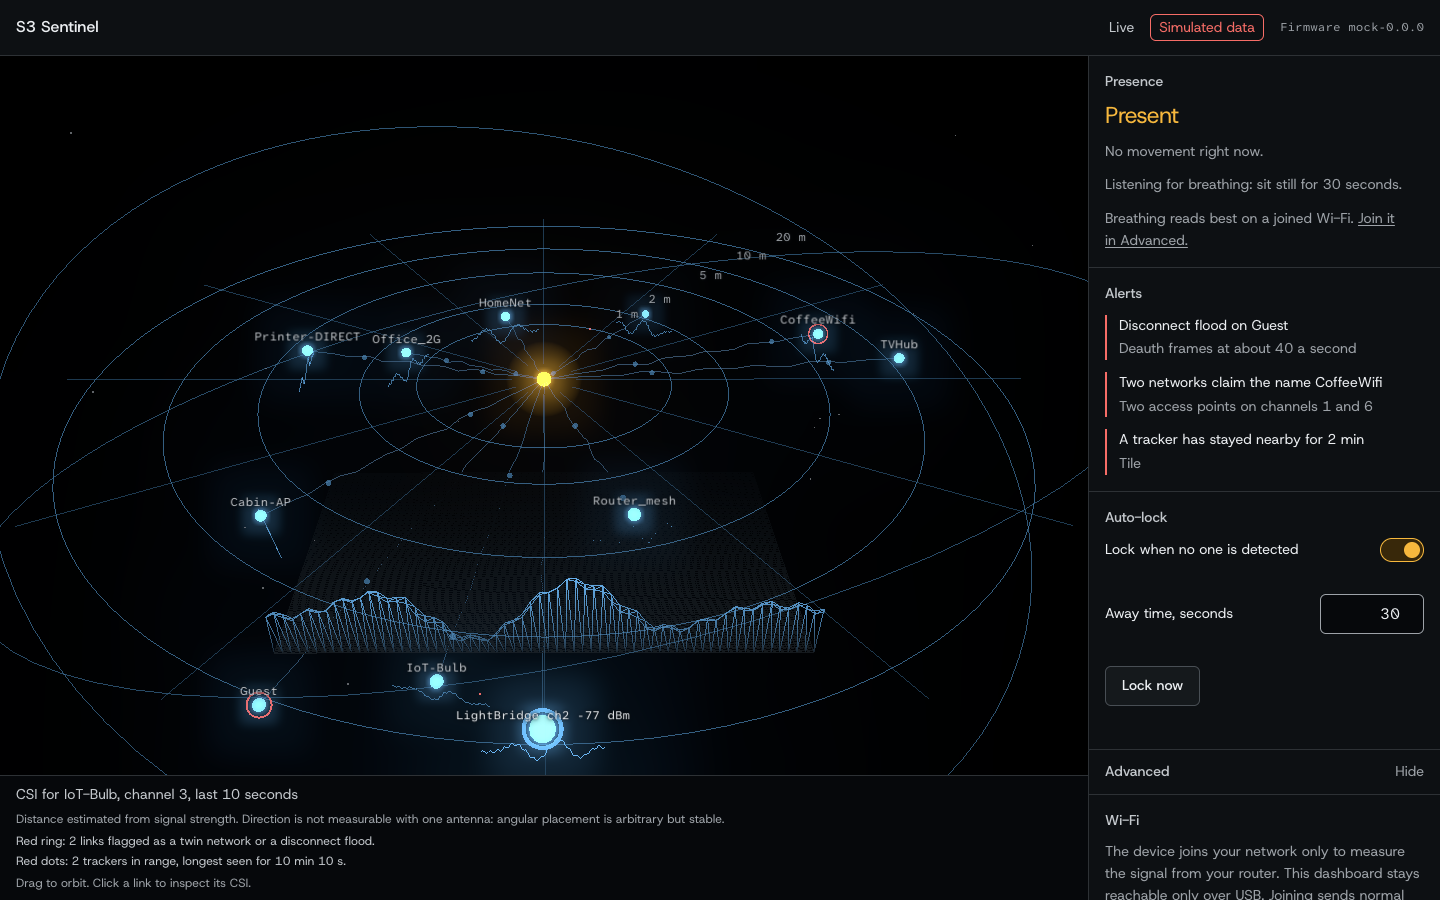 S3 Sentinel
Live
Simulated data
Firmware mock-0.0.0
20 m
10 m
5 m
2 m
1 m
HomeNet
Printer-DIRECT
Office_2G
CoffeeWifi
TVHub
Cabin-AP
Router_mesh
IoT-Bulb
Guest
LightBridge ch2 -77 dBm
CSI for IoT-Bulb, channel 3, last 10 seconds
Distance estimated from signal strength. Direction is not measurable with one antenna: angular placement is arbitrary but stable.
Red ring: 2 links flagged as a twin network or a disconnect flood.
Red dots: 2 trackers in range, longest seen for 10 min 10 s.
Drag to orbit. Click a link to inspect its CSI.
Presence
Present
No movement right now.
Listening for breathing: sit still for 30 seconds.
Breathing reads best on a joined Wi-Fi. Join it
in Advanced.
Alerts
Disconnect flood on Guest
Deauth frames at about 40 a second
Two networks claim the name CoffeeWifi
Two access points on channels 1 and 6
A tracker has stayed nearby for 2 min
Tile
Auto-lock
Lock when no one is detected
Away time, seconds
30
Lock now
Advanced
Hide
Wi-Fi
The device joins your network only to measure
the signal from your router. This dashboard stays
reachable only over USB. Joining sends normal